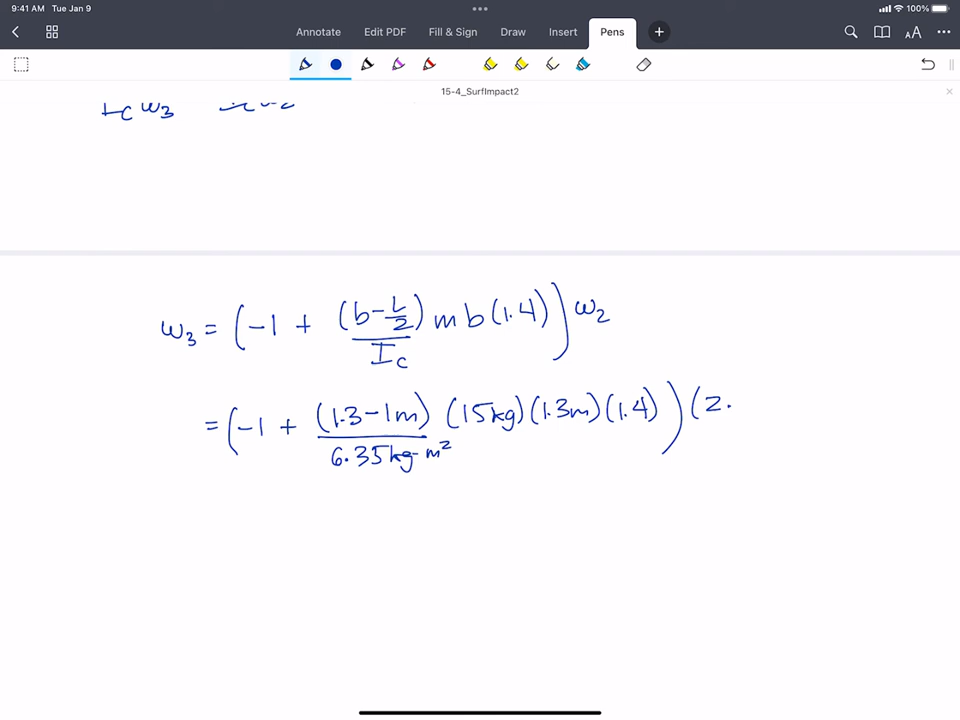 9:41 AM Tue Jan 9
100%
Annotate Edit PDF Fill & Sign Draw Insert Pens
15-4_SurfImpact2
ω₃
ω₃ = (-1 + (b - L/2)/I_C m b (1.4)) ω₂
= (-1 + (1.3 - 1m)/6.35kg·m² (15kg)(1.3m)(1.4)) (2.